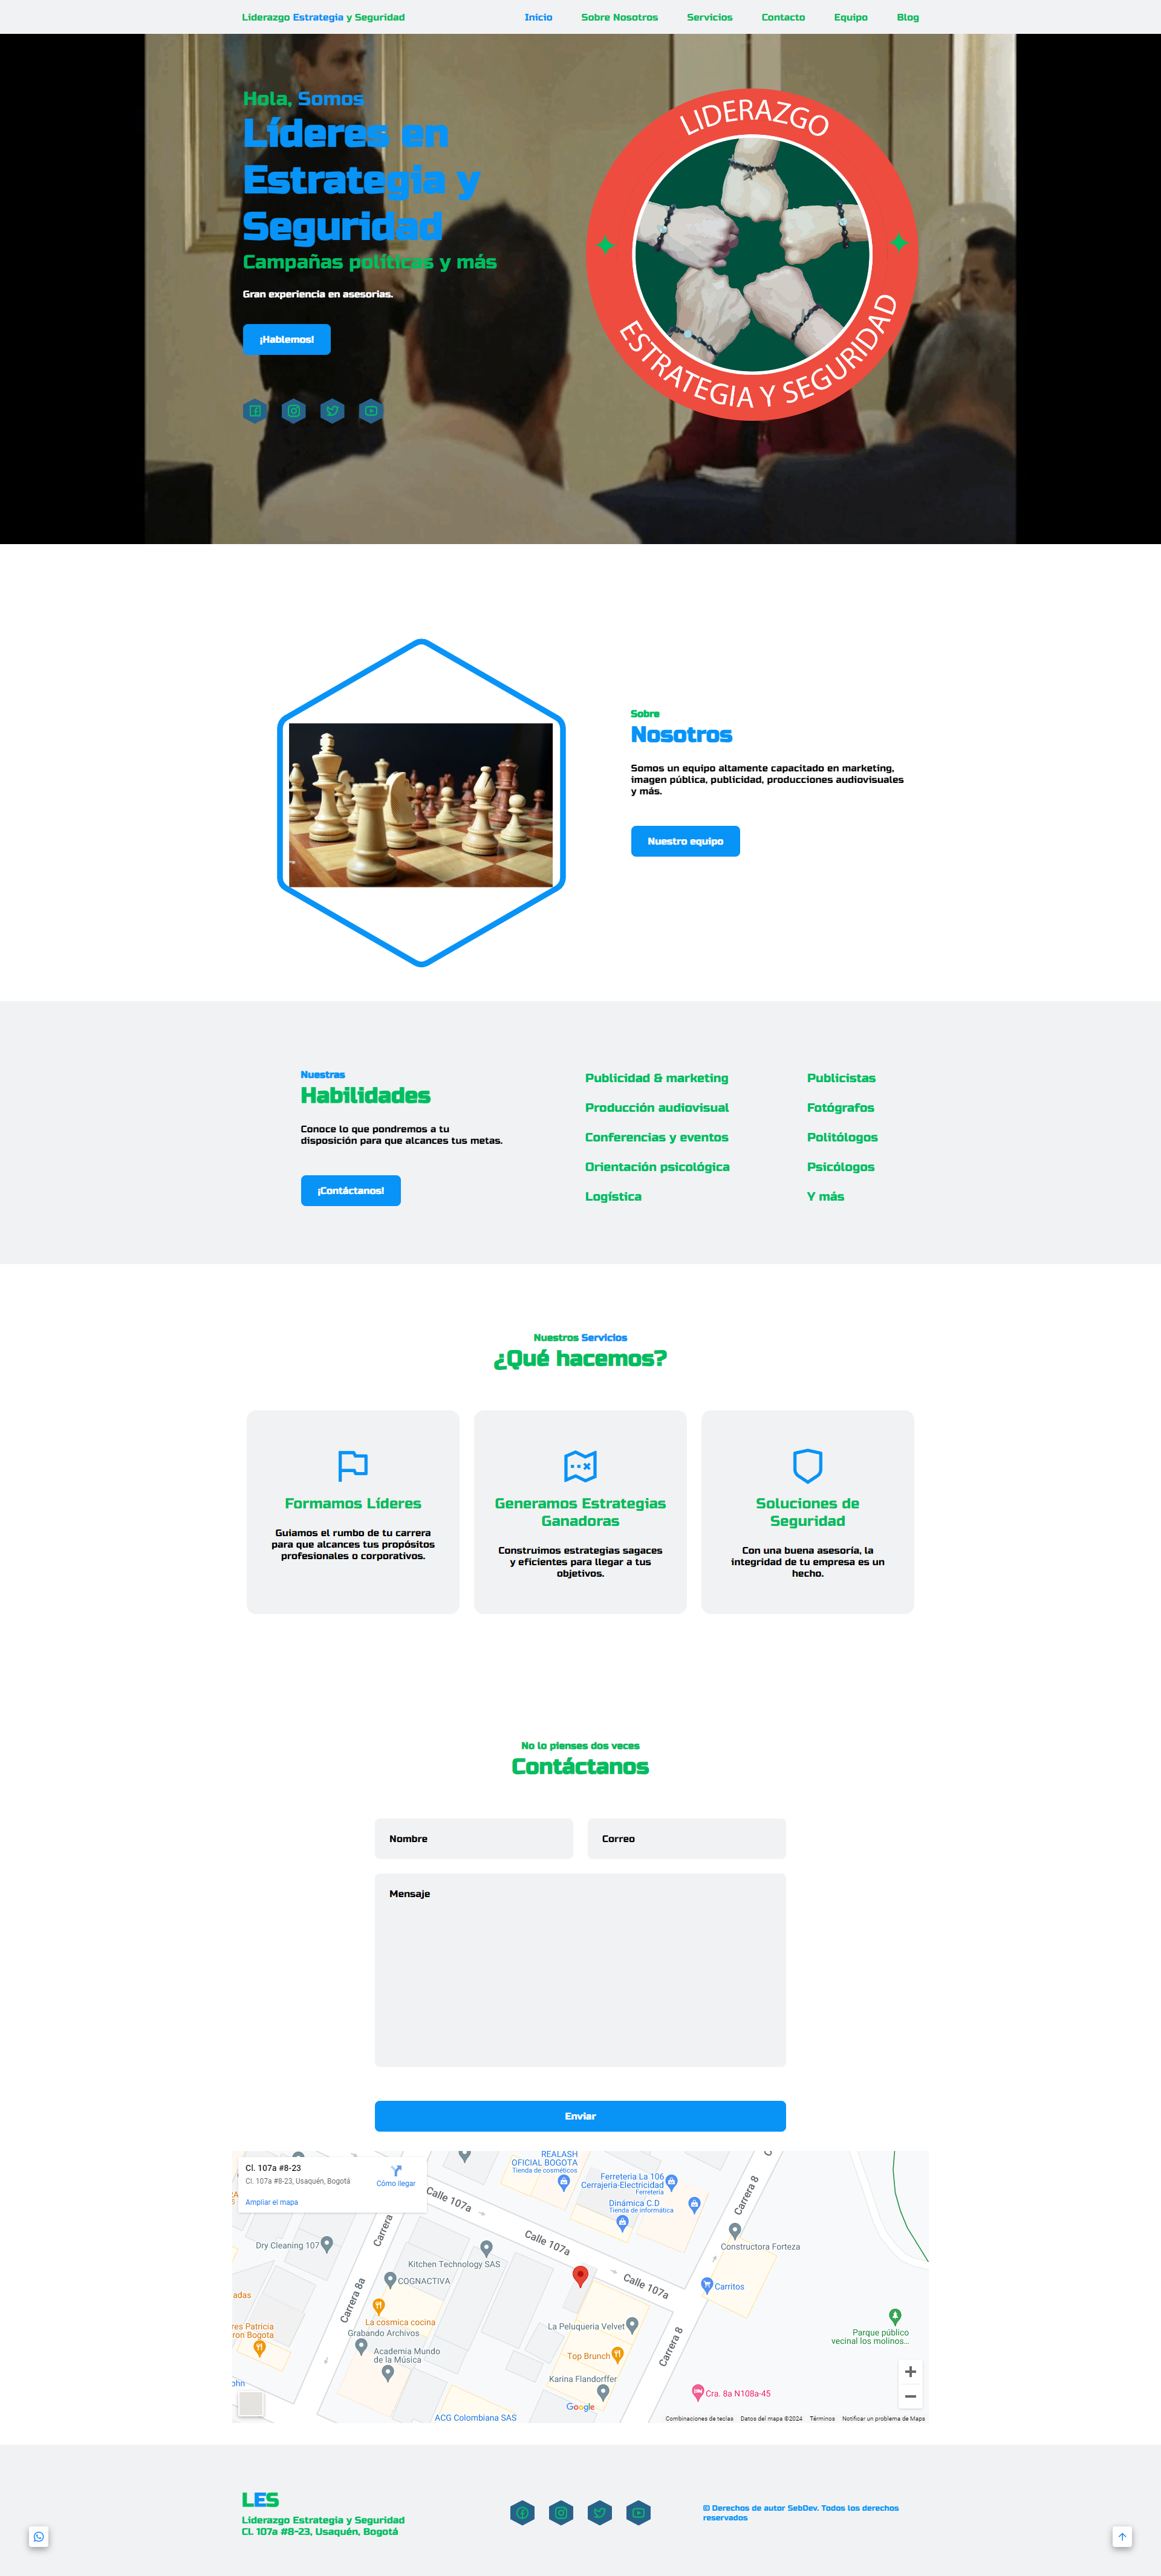 Liderazgo Estrategia y Seguridad
Inicio
Sobre Nosotros
Servicios
Contacto
Equipo
Blog
Hola, Somos
Líderes en
Estrategia y
Seguridad
Campañas políticas y más
Gran experiencia en asesorias.
¡Hablemos!
LIDERAZGO
ESTRATEGIA Y SEGURIDAD
Sobre
Nosotros
Somos un equipo altamente capacitado en marketing,
imagen pública, publicidad, producciones audiovisuales
y más.
Nuestro equipo
Nuestras
Habilidades
Conoce lo que pondremos a tu
disposición para que alcances tus metas.
¡Contáctanos!
Publicidad & marketing
Producción audiovisual
Conferencias y eventos
Orientación psicológica
Logística
Publicistas
Fotógrafos
Politólogos
Psicólogos
Y más
Nuestros Servicios
¿Qué hacemos?
Formamos Líderes
Guiamos el rumbo de tu carrera
para que alcances tus propósitos
profesionales o corporativos.
Generamos Estrategias
Ganadoras
Construimos estrategias sagaces
y eficientes para llegar a tus
objetivos.
Soluciones de
Seguridad
Con una buena asesoría, la
integridad de tu empresa es un
hecho.
No lo pienses dos veces
Contáctanos
Nombre
Correo
Mensaje
Enviar
Cl. 107a #8-23
Cl. 107a #8-23, Usaquén, Bogotá
Ampliar el mapa
Cómo llegar
REALASH
OFICIAL BOGOTA
Tienda de cosméticos
Ferretería La 106
Cerrajería-Electricidad
Ferretería
Dinámica C.D
Tienda de informática
Calle 107a
Calle 107a
Calle 107a
Carrera 8
Carrera
Constructora Forteza
Dry Cleaning 107
Kitchen Technology SAS
COGNACTIVA
Carrera 8a
Carritos
adas
La cosmica cocina
Grabando Archivos
res Patricia
ron Bogota
La Peluqueria Velvet
Carrera 8
Parque público
vecinal los molinos...
Academia Mundo
de la Música
Top Brunch
Karina Flandorffer
ohn
Cra. 8a N108a-45
Google
ACG Colombiana SAS
Combinaciones de teclas
Datos del mapa ©2024
Términos
Notificar un problema de Maps
LES
Liderazgo Estrategia y Seguridad
Cl. 107a #8-23, Usaquén, Bogotá
© Derechos de autor SebDev. Todos los derechos
reservados